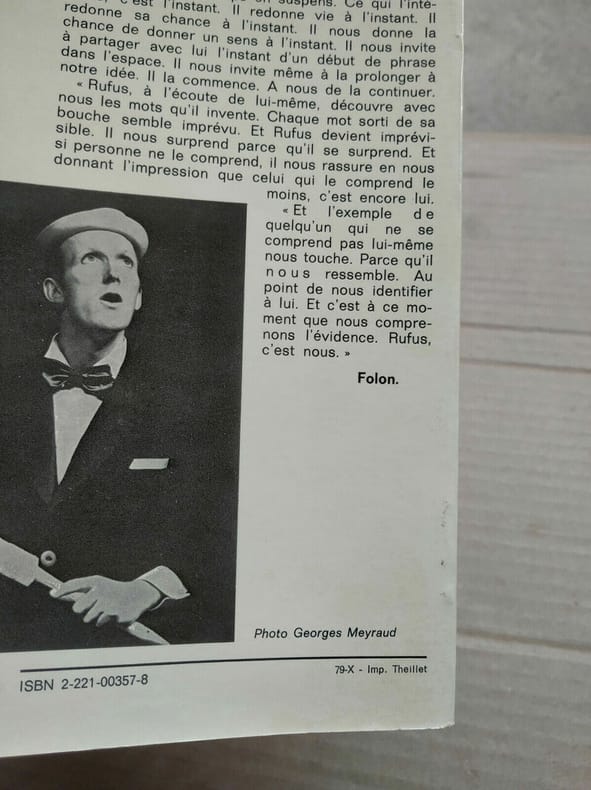 suspens. Ce qui l'inté-
c'est l'instant. Il redonne vie à l'instant. Il
redonne sa chance à l'instant. Il nous donne la
chance de donner un sens à l'instant. Il nous invite
à partager avec lui l'instant d'un début de phrase
dans l'espace. Il nous invite même à la prolonger à
notre idée. Il la commence. A nous de la continuer.
« Rufus, à l'écoute de lui-même, découvre avec
nous les mots qu'il invente. Chaque mot sorti de sa
bouche semble imprévu. Et Rufus devient imprévi-
sible. Il nous surprend parce qu'il se surprend. Et
si personne ne le comprend, il nous rassure en nous
donnant l'impression que celui qui le comprend le
moins, c'est encore lui.
« Et l'exemple de
quelqu'un qui ne se
comprend pas lui-même
nous touche. Parce qu'il
nous ressemble. Au
point de nous identifier
à lui. Et c'est à ce mo-
ment que nous compre-
nons l'évidence. Rufus,
c'est nous. »
Folon.
Photo Georges Meyraud
ISBN 2-221-00357-8
79-X - Imp. Theillet